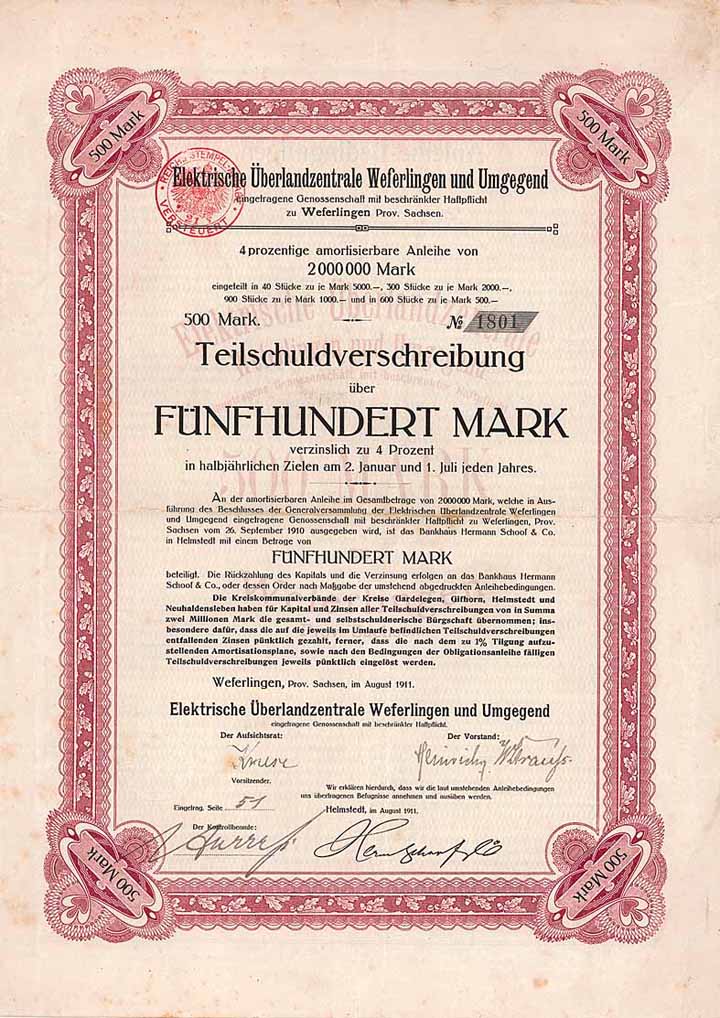 500 Mark
500 Mark
REICHS STEMPEL
VERSTEUERT
Elektrische Überlandzentrale Weferlingen und Umgegend
eingetragene Genossenschaft mit beschränkter Haftpflicht
zu Weferlingen Prov. Sachsen.
4 prozentige amortisierbare Anleihe von
2 000 000 Mark
eingeteilt in 40 Stücke zu je Mark 5000.—, 300 Stücke zu je Mark 2000.—,
900 Stücke zu je Mark 1000.— und in 600 Stücke zu je Mark 500.—
500 Mark. № 1801
Teilschuldverschreibung
über
FÜNFHUNDERT MARK
verzinslich zu 4 Prozent
in halbjährlichen Zielen am 2. Januar und 1. Juli jeden Jahres.
An der amortisierbaren Anleihe im Gesamtbetrage von 2 000 000 Mark, welche in Aus-
führung des Beschlusses der Generalversammlung der Elektrischen Überlandzentrale Weferlingen
und Umgegend eingetragene Genossenschaft mit beschränkter Haftpflicht zu Weferlingen, Prov.
Sachsen vom 26. September 1910 ausgegeben wird, ist das Bankhaus Hermann Schoof & Co.
in Helmstedt mit einem Betrage von
FÜNFHUNDERT MARK
beteiligt. Die Rückzahlung des Kapitals und die Verzinsung erfolgen an das Bankhaus Hermann
Schoof & Co., oder dessen Order nach Maßgabe der umstehend abgedruckten Anleihebedingungen.
Die Kreiskommunalverbände der Kreise Gardelegen, Gifhorn, Helmstedt und
Neuhaldensleben haben für Kapital und Zinsen aller Teilschuldverschreibungen von in Summa
zwei Millionen Mark die gesamt- und selbstschuldnerische Bürgschaft übernommen; ins-
besondere dafür, dass die auf die jeweils im Umlaufe befindlichen Teilschuldverschreibungen
entfallenden Zinsen pünktlich gezahlt, ferner, dass die nach dem zu 1% Tilgung aufzu-
stellenden Amortisationsplane, sowie nach den Bedingungen der Obligationsanleihe fälligen
Teilschuldverschreibungen jeweils pünktlich eingelöst werden.
Weferlingen, Prov. Sachsen, im August 1911.
Elektrische Überlandzentrale Weferlingen und Umgegend
eingetragene Genossenschaft mit beschränkter Haftpflicht.
Der Aufsichtsrat: Der Vorstand:
Vorsitzender.
Wir erklären hierdurch, dass wir die laut umstehenden Anleihebedingungen
uns übertragenen Befugnisse annehmen und ausüben werden.
Eingetrag. Seite 51 Helmstedt, im August 1911.
Der Kontrollbeamte:
500 Mark
500 Mark